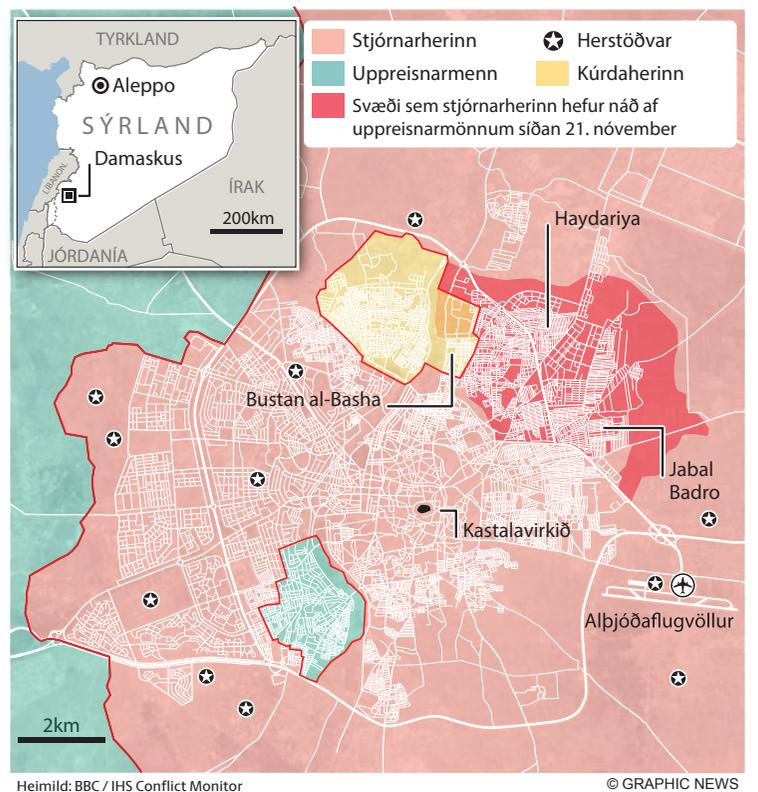 TYRKLAND
Aleppo
SÝRLAND
Damaskus
LÍBANON.
ÍRAK
200km
JÓRDANÍA
Stjórnarherinn
Herstöðvar
Uppreisnarmenn
Kúrdaherinn
Svæði sem stjórnarherinn hefur náð af
uppreisnarmönnum síðan 21. nóvember
Haydariya
Bustan al-Basha
Jabal
Badro
Kastalavirkið
Alþjóðaflugvöllur
2km
Heimild: BBC / IHS Conflict Monitor
© GRAPHIC NEWS